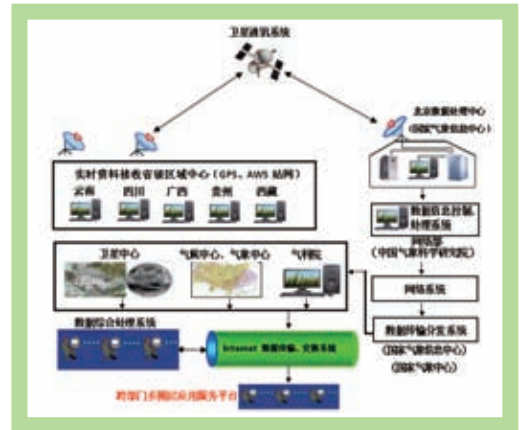 卫星通讯系统
北京数据处理中心
(国家气象信息中心)
实时资料接收省级区域中心(GPS、AWS 站网)
云南 四川 广西 贵州 西藏
数据信息控制、
处理系统
网络部
(中国气象科学研究院)
卫星中心 气候中心、气象中心 气科院
网络系统
数据传输分发系统
(国家气象信息中心)
(国家气象中心)
数据综合处理系统
Internet 数据传输、交换系统
跨部门多圈层应用服务平台